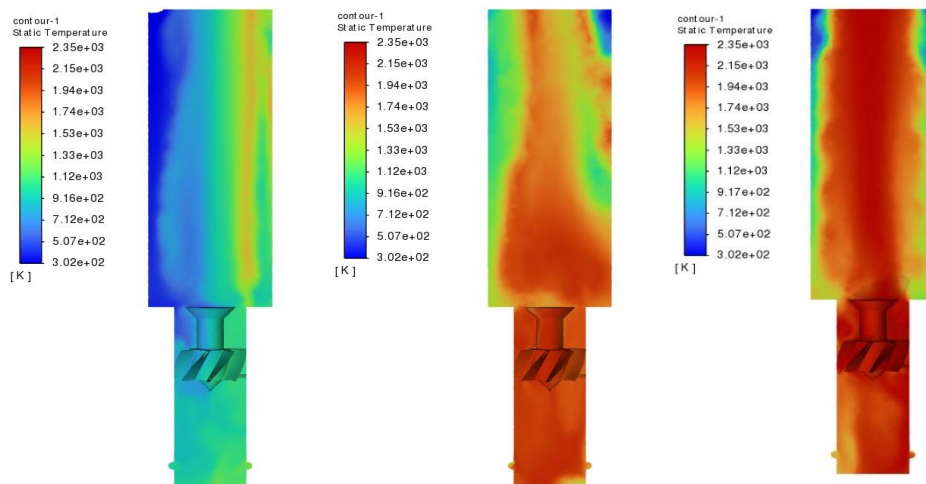 contour-1
Static Temperature
2.35e+03
2.15e+03
1.94e+03
1.74e+03
1.53e+03
1.33e+03
1.12e+03
9.16e+02
7.12e+02
5.07e+02
3.02e+02
[ K ]
contour-1
Static Temperature
2.35e+03
2.15e+03
1.94e+03
1.74e+03
1.53e+03
1.33e+03
1.12e+03
9.16e+02
7.12e+02
5.07e+02
3.02e+02
[ K ]
contour-1
Static Temperature
2.35e+03
2.15e+03
1.94e+03
1.74e+03
1.53e+03
1.33e+03
1.12e+03
9.17e+02
7.12e+02
5.07e+02
3.02e+02
[ K ]